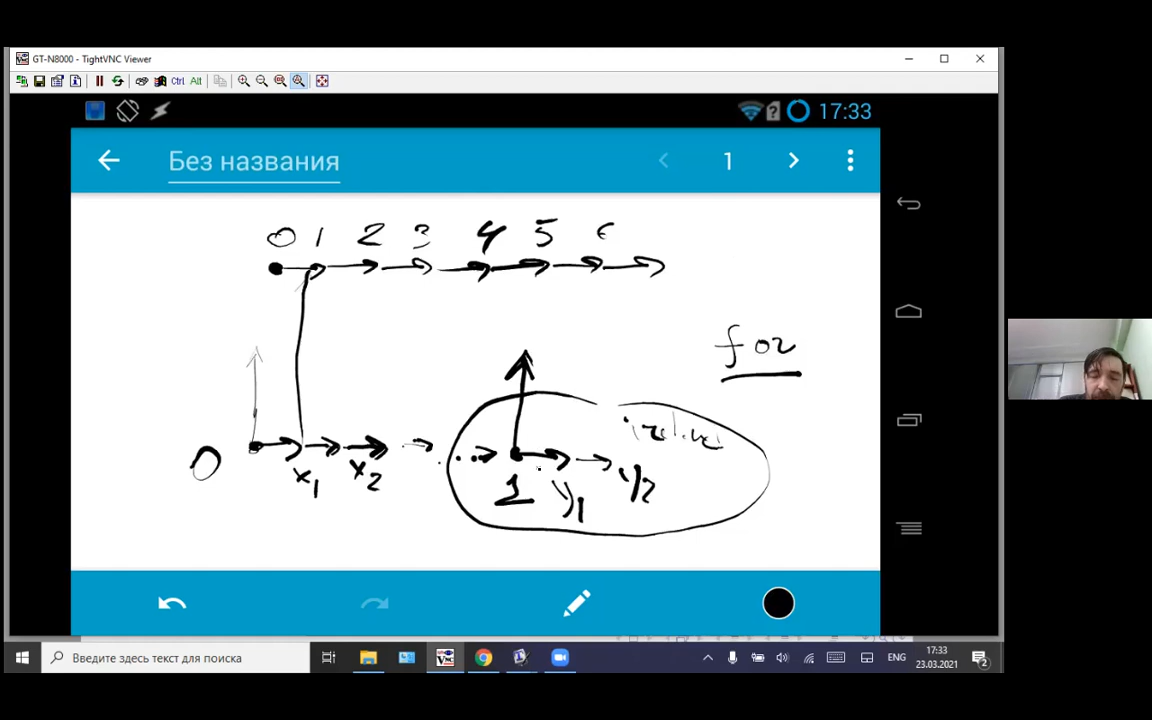 GT-N8000 - TightVNC Viewer
Ctrl Alt
17:33
Без названия
1
0 1 2 3 4 5 6
for
0 x1 x2 1 y1 y2
Введите здесь текст для поиска
ENG
17:33
23.03.2021
2